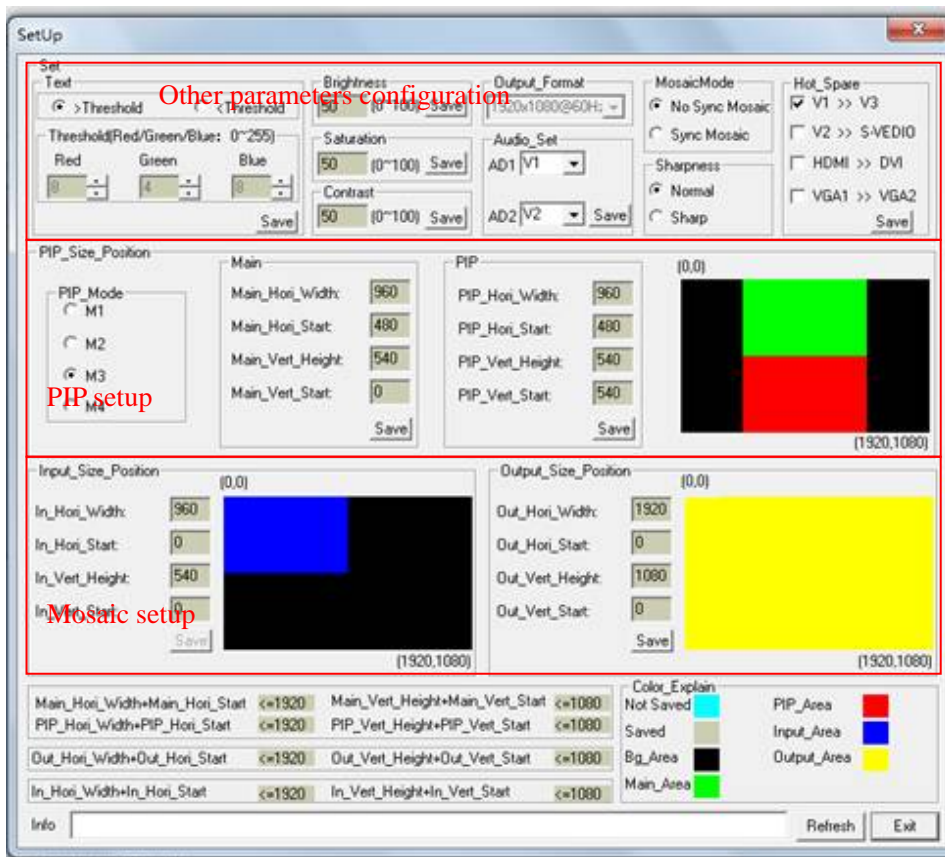 SetUp
Set
Text
>Threshold
<Threshold
Other parameters configuration
Threshold(Red/Green/Blue: 0~255)
Red Green Blue
8 4 8
Save
Brightness
50 (0~100) Save
Saturation
50 (0~100) Save
Contrast
50 (0~100) Save
Output_Format
1920x1080@60Hz
Audio_Set
AD1 V1
AD2 V2 Save
MosaicMode
No Sync Mosaic
Sync Mosaic
Sharpness
Normal
Sharp
Hot_Spare
V1 >> V3
V2 >> S-VEDIO
HDMI >> DVI
VGA1 >> VGA2
Save
PIP_Size_Position
PIP_Mode
M1
M2
M3
PIP setup
M4
Main
Main_Hori_Width: 960
Main_Hori_Start: 480
Main_Vert_Height: 540
Main_Vert_Start: 0
Save
PIP
PIP_Hori_Width: 960
PIP_Hori_Start: 480
PIP_Vert_Height: 540
PIP_Vert_Start: 540
Save
(0,0)
(1920,1080)
Input_Size_Position
(0,0)
In_Hori_Width: 960
In_Hori_Start: 0
In_Vert_Height: 540
In_Vert_Start: 0
Mosaic setup
Save
(1920,1080)
Output_Size_Position
(0,0)
Out_Hori_Width: 1920
Out_Hori_Start: 0
Out_Vert_Height: 1080
Out_Vert_Start: 0
Save
(1920,1080)
Main_Hori_Width+Main_Hori_Start <=1920 Main_Vert_Height+Main_Vert_Start <=1080
PIP_Hori_Width+PIP_Hori_Start <=1920 PIP_Vert_Height+PIP_Vert_Start <=1080
Out_Hori_Width+Out_Hori_Start <=1920 Out_Vert_Height+Out_Vert_Start <=1080
In_Hori_Width+In_Hori_Start <=1920 In_Vert_Height+In_Vert_Start <=1080
Color_Explain
Not Saved PIP_Area
Saved Input_Area
Bg_Area Output_Area
Main_Area
Info Refresh Exit